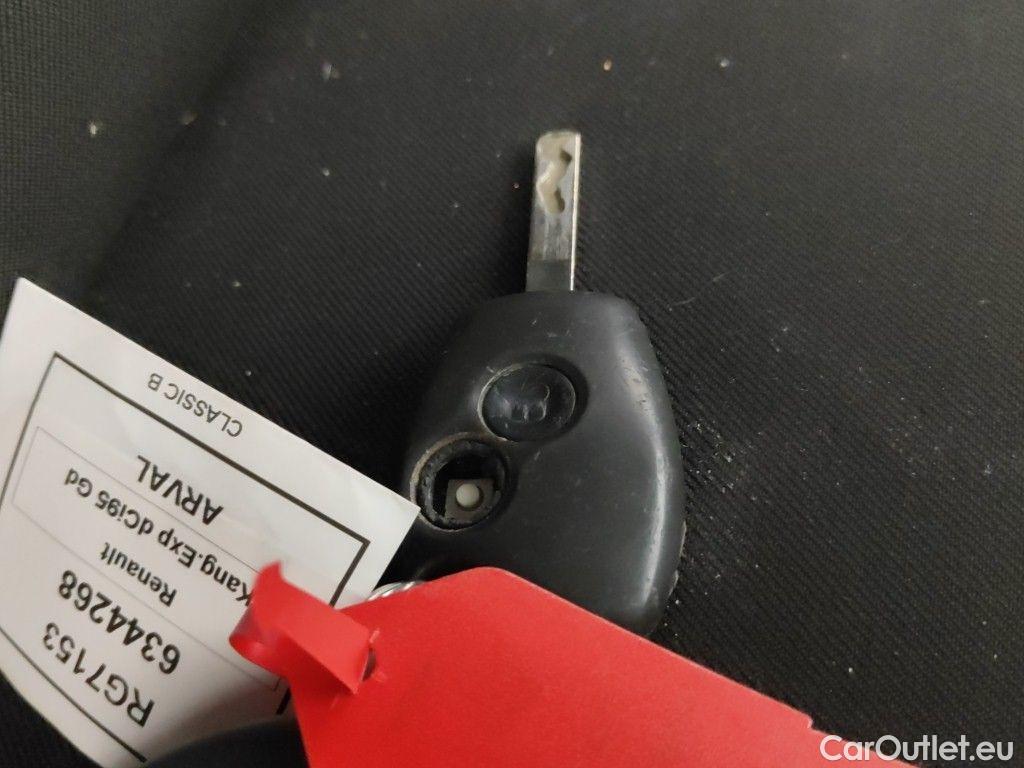 RG7153
6344268
Renault
Kang.Exp dCi95 Gd
ARVAL
CLASSIC B
CarOutlet.eu